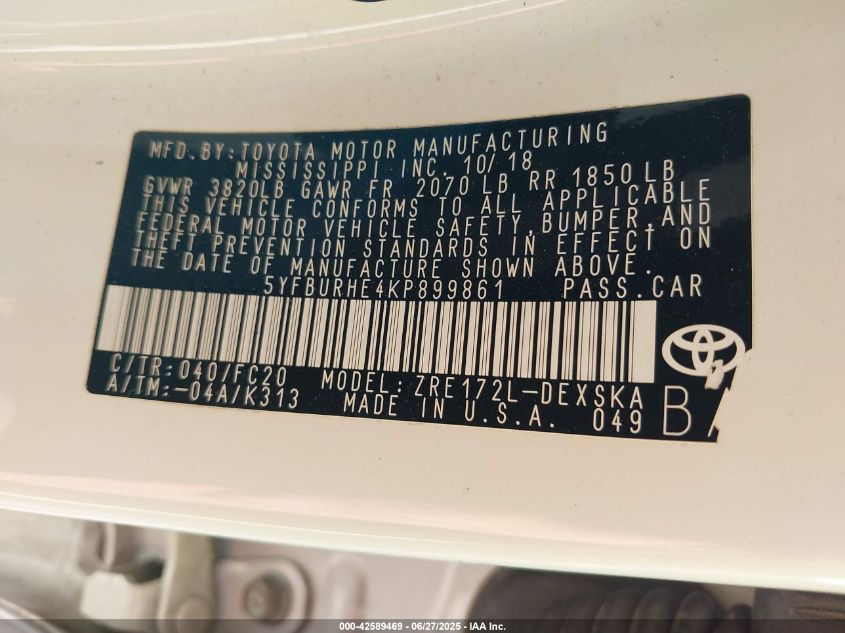 MFD.BY:TOYOTA MOTOR MANUFACTURING
MISSISSIPPI INC. 10/18
GVWR 3820LB GAWR FR 2070 LB RR 1850 LB
THIS VEHICLE CONFORMS TO ALL APPLICABLE
FEDERAL MOTOR VEHICLE SAFETY,BUMPER,AND
THEFT PREVENTION STANDARDS IN EFFECT ON
THE DATE OF MANUFACTURE SHOWN ABOVE.
5YFBURHE4KP899861 PASS.CAR
C/TR:040/FC20 MODEL:ZRE172L-DEXSKA
A/TM:-04A/K313 MADE IN U.S.A. 049
000-42589469 - 06/27/2025 - IAA Inc.